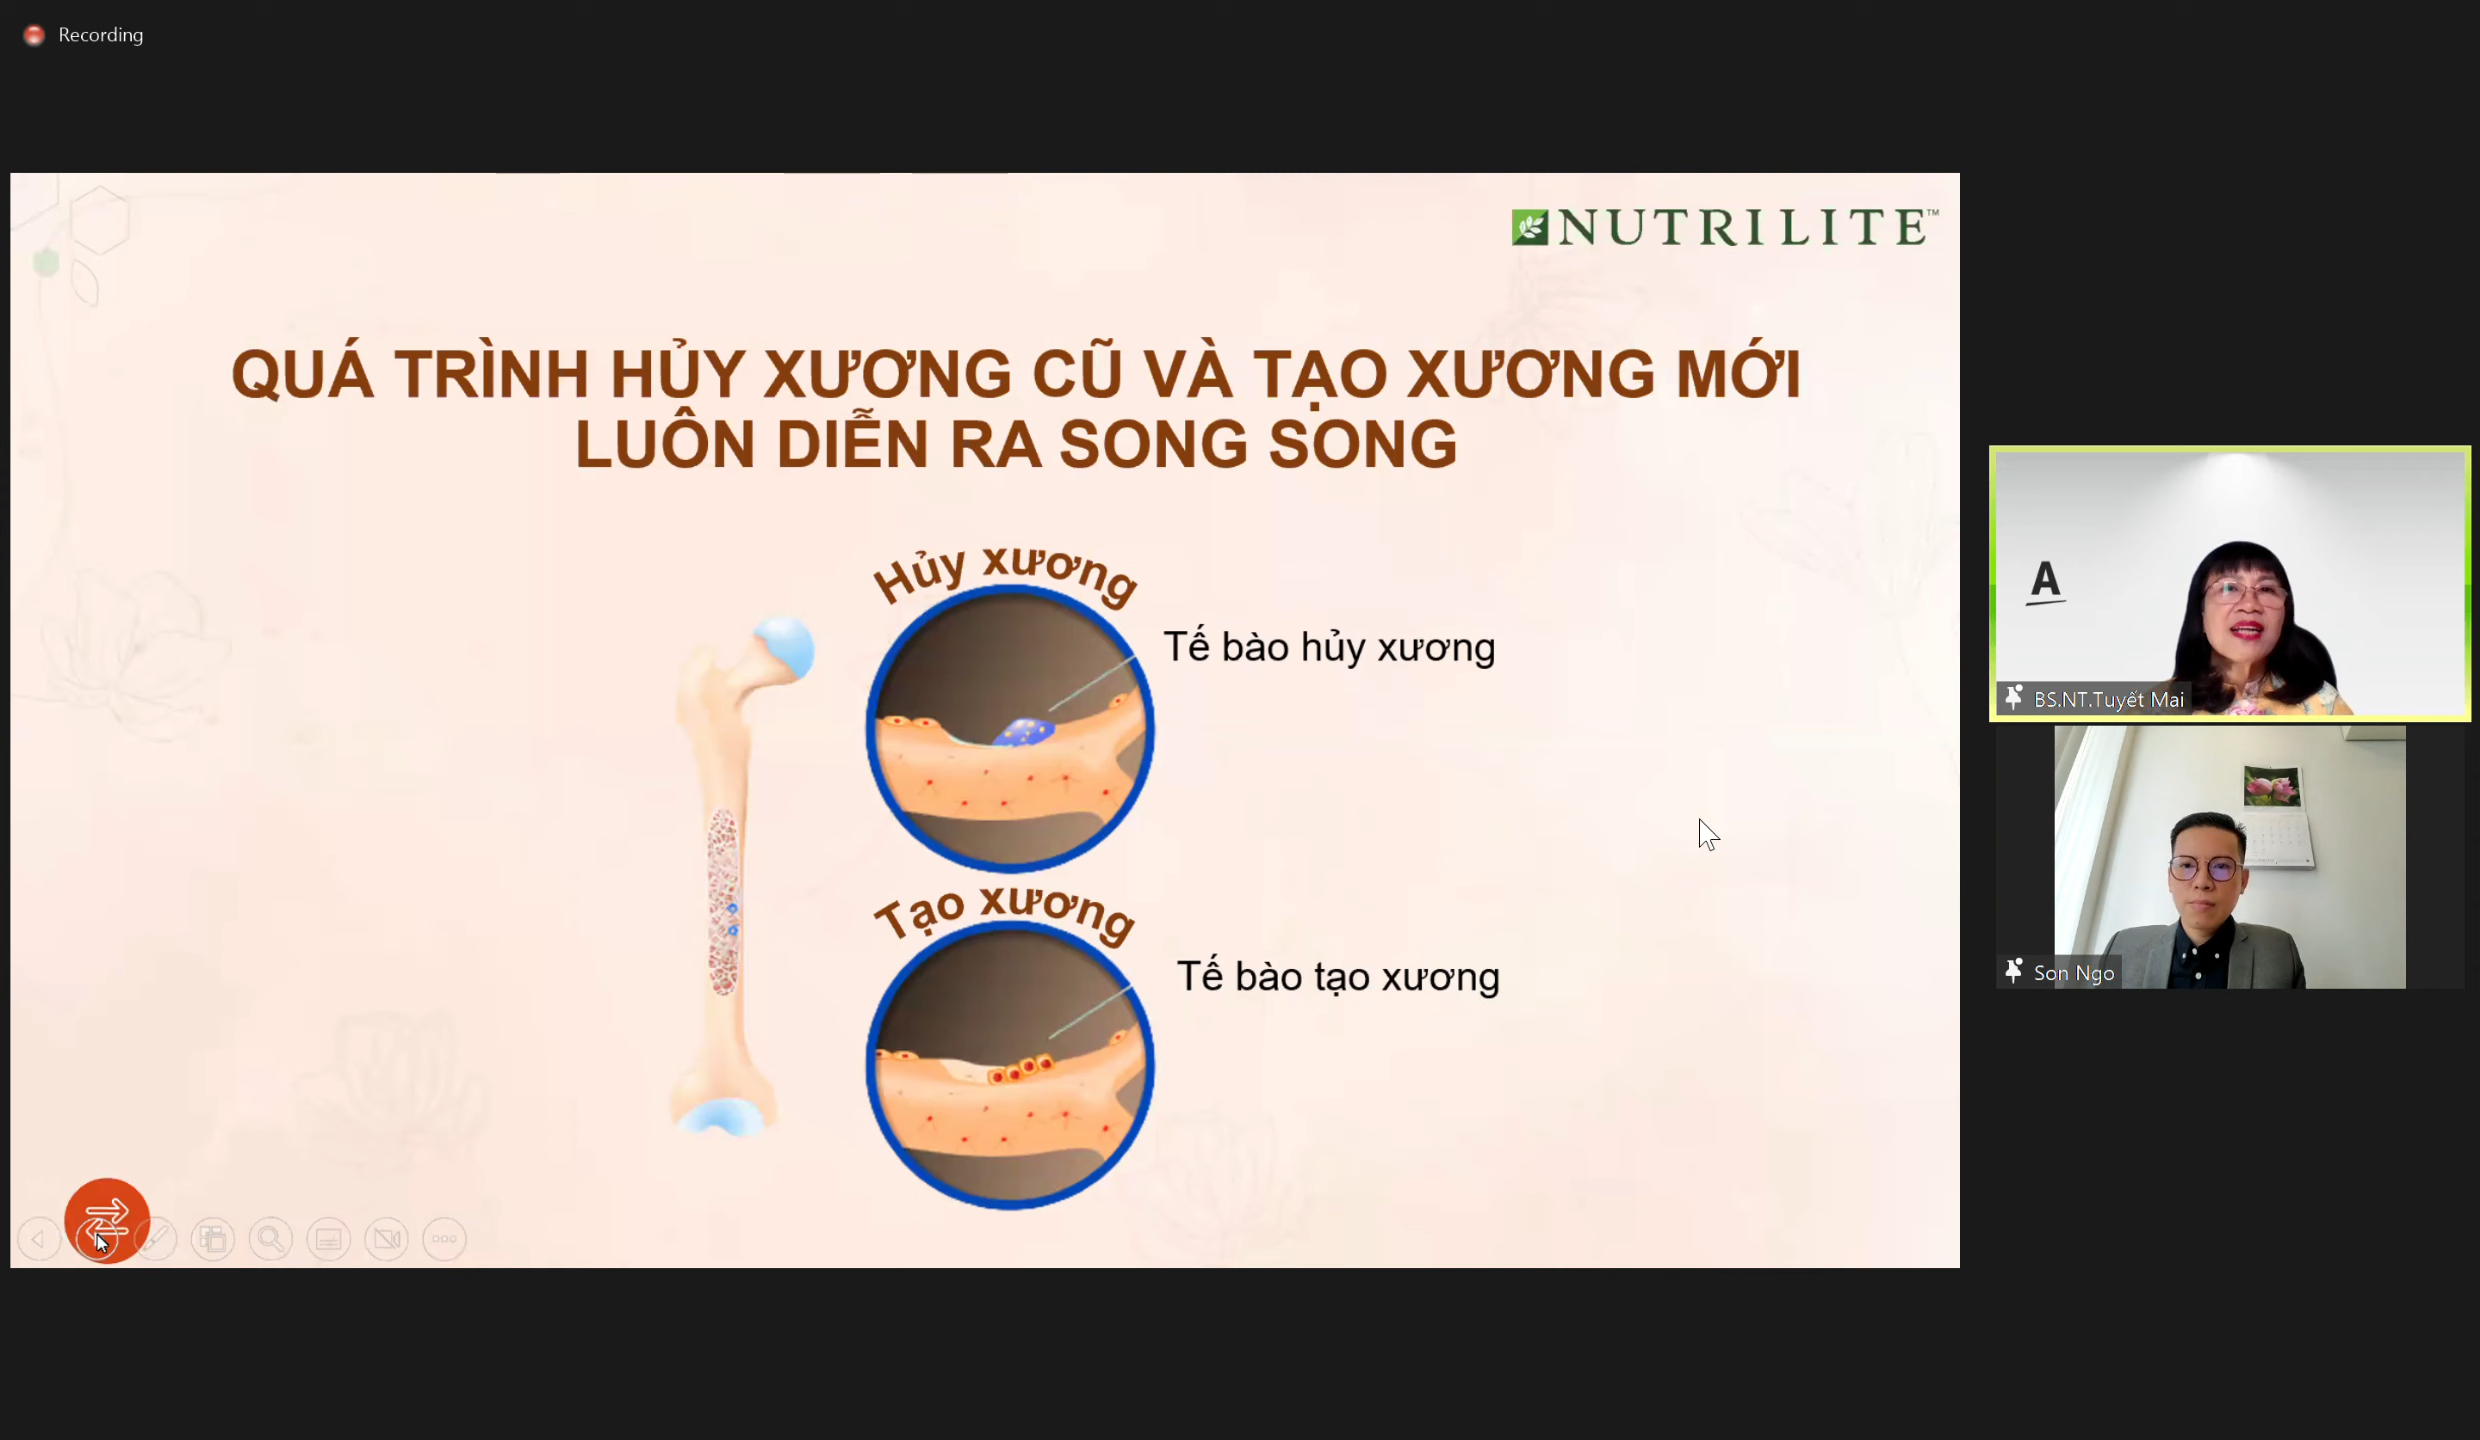 Recording
NUTRILITE™
QUÁ TRÌNH HỦY XƯƠNG CŨ VÀ TẠO XƯƠNG MỚI
LUÔN DIỄN RA SONG SONG
Hủy xương
Tế bào hủy xương
Tạo xương
Tế bào tạo xương
A
BS.NT.Tuyết Mai
Son Ngo